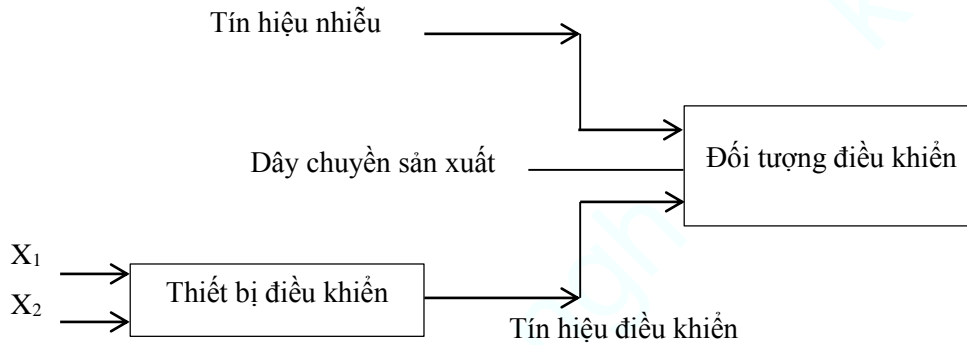 Tín hiệu nhiễu
Đối tượng điều khiển
Dây chuyền sản xuất
X1
Thiết bị điều khiển
X2
Tín hiệu điều khiển